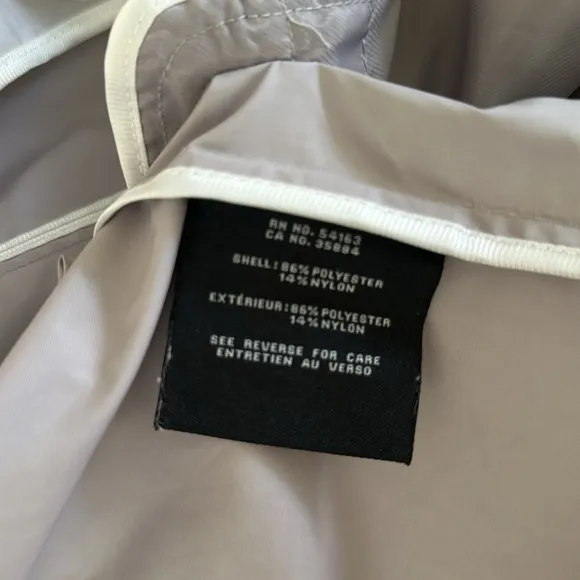 RN NO. 54163
CA NO. 35884
SHELL: 86% POLYESTER
14% NYLON
EXTÉRIEUR: 86% POLYESTER
14% NYLON
SEE REVERSE FOR CARE
ENTRETIEN AU VERSO